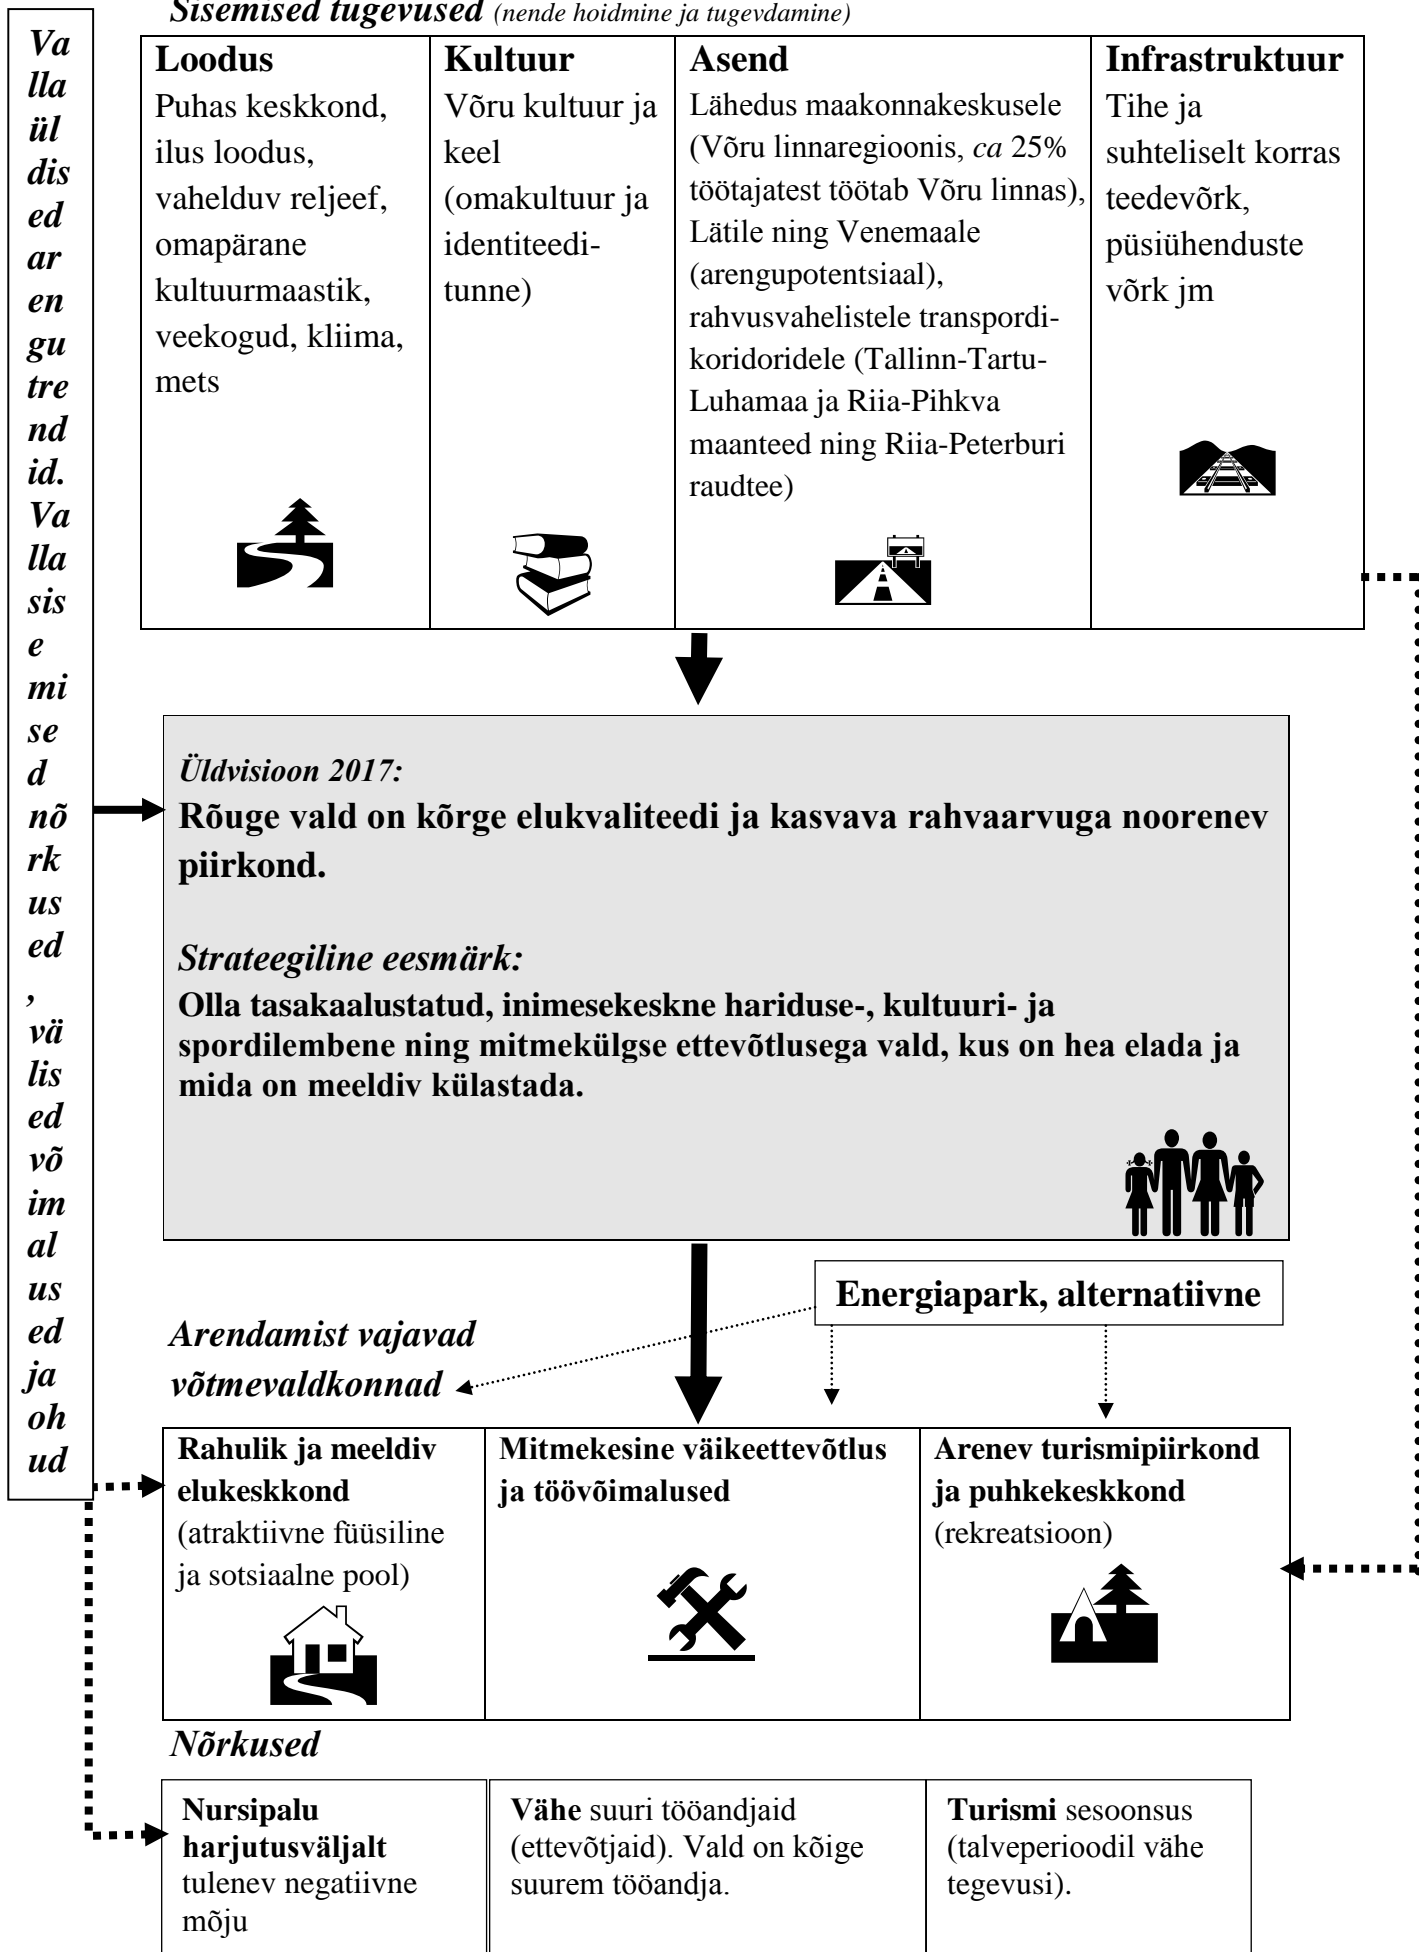 Va
lla
ül
dis
ed
ar
en
gu
tre
nd
id.
Va
lla
sis
e
mi
se
d
nõ
rk
us
ed
,
vä
lis
ed
võ
im
al
us
ed
ja
oh
ud
Sisemised tugevused (nende hoidmine ja tugevdamine)
Loodus
Puhas keskkond,
ilus loodus,
vahelduv reljeef,
omapärane
kultuurmaastik,
veekogud, kliima,
mets
Kultuur
Võru kultuur ja
keel
(omakultuur ja
identiteedi-
tunne)
Asend
Lähedus maakonnakeskusele
(Võru linnaregioonis, ca 25%
töötajatest töötab Võru linnas),
Lätile ning Venemaale
(arengupotentsiaal),
rahvusvahelistele transpordi-
koridoridele (Tallinn-Tartu-
Luhamaa ja Riia-Pihkva
maanteed ning Riia-Peterburi
raudtee)
Infrastruktuur
Tihe ja
suhteliselt korras
teedevõrk,
püsiühenduste
võrk jm
Üldvisioon 2017:
Rõuge vald on kõrge elukvaliteedi ja kasvava rahvaarvuga noorenev
piirkond.
Strateegiline eesmärk:
Olla tasakaalustatud, inimesekeskne hariduse-, kultuuri- ja
spordilembene ning mitmekülgse ettevõtlusega vald, kus on hea elada ja
mida on meeldiv külastada.
Energiapark, alternatiivne
Arendamist vajavad
võtmevaldkonnad
Rahulik ja meeldiv
elukeskkond
(atraktiivne füüsiline
ja sotsiaalne pool)
Mitmekesine väikeettevõtlus
ja töövõimalused
Arenev turismipiirkond
ja puhkekeskkond
(rekreatsioon)
Nõrkused
Nursipalu
harjutusväljalt
tulenev negatiivne
mõju
Vähe suuri tööandjaid
(ettevõtjaid). Vald on kõige
suurem tööandja.
Turismi sesoonsus
(talveperioodil vähe
tegevusi).